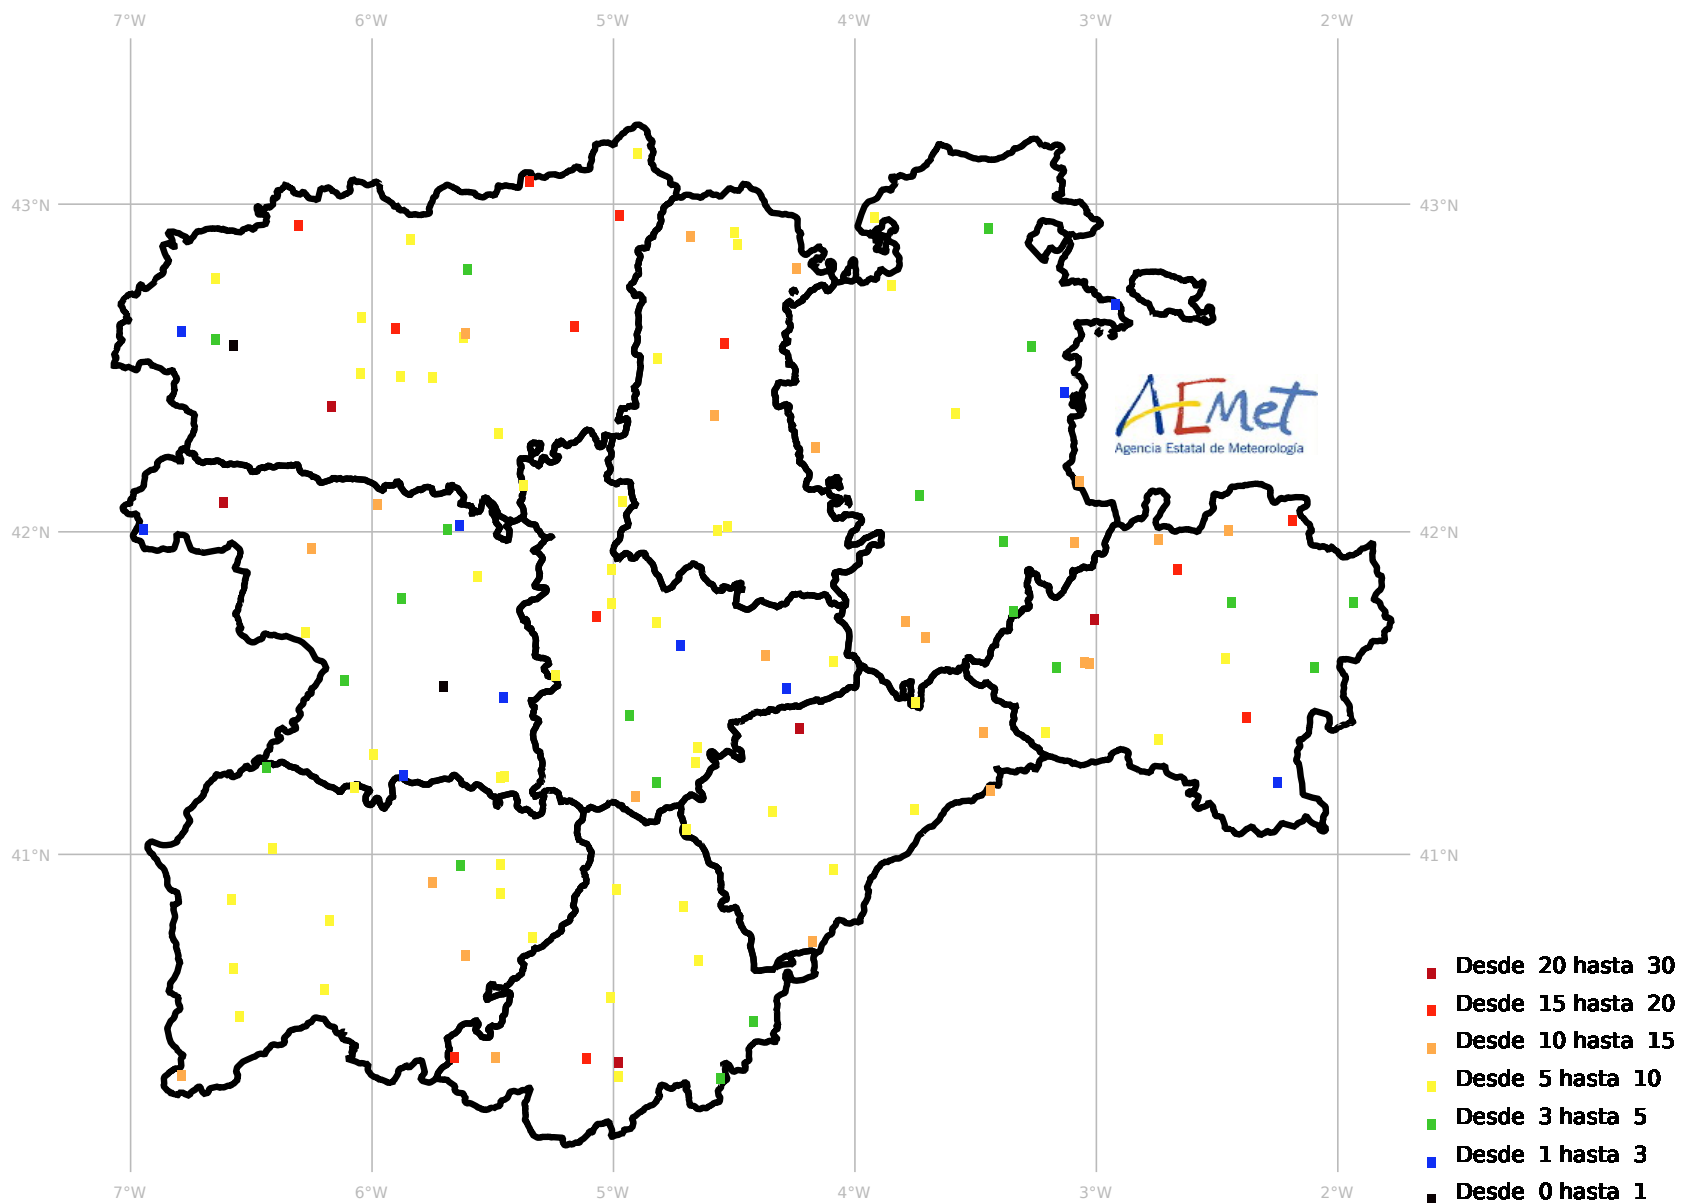 7°W 6°W 5°W 4°W 3°W 2°W
43°N 43°N
AEMet
Agencia Estatal de Meteorología
42°N 42°N
41°N 41°N
Desde 20 hasta 30
Desde 15 hasta 20
Desde 10 hasta 15
Desde 5 hasta 10
Desde 3 hasta 5
Desde 1 hasta 3
Desde 0 hasta 1
7°W 6°W 5°W 4°W 3°W 2°W